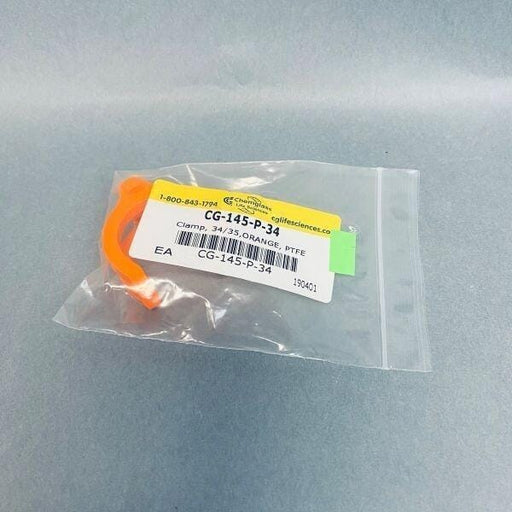 1-800-843-1794
CG Chemglass
Life Sciences
cglifesciences.co
CG-145-P-34
Clamp, 34/35,ORANGE, PTFE
EA
CG-145-P-34
190401